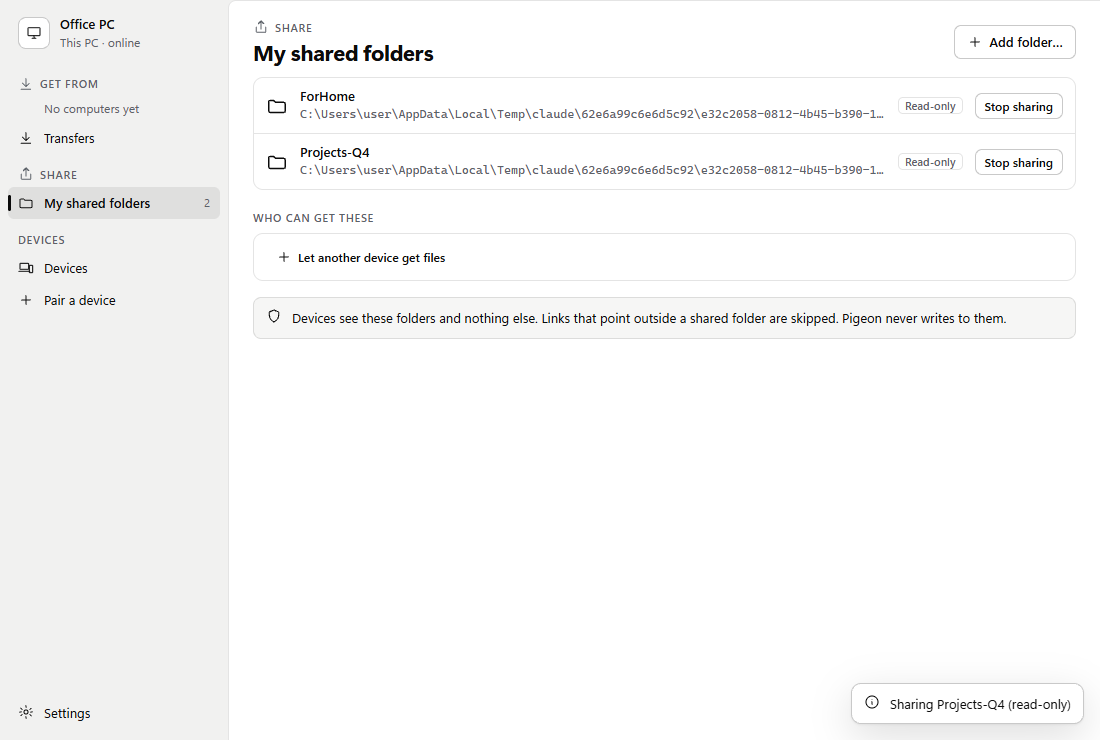 Office PC
This PC · online
GET FROM
No computers yet
Transfers
SHARE
My shared folders 2
DEVICES
Devices
Pair a device
Settings
SHARE
My shared folders
Add folder...
ForHome
C:\Users\user\AppData\Local\Temp\claude\62e6a99c6e6d5c92\e32c2058-0812-4b45-b390-1…
Read-only
Stop sharing
Projects-Q4
C:\Users\user\AppData\Local\Temp\claude\62e6a99c6e6d5c92\e32c2058-0812-4b45-b390-1…
Read-only
Stop sharing
WHO CAN GET THESE
Let another device get files
Devices see these folders and nothing else. Links that point outside a shared folder are skipped. Pigeon never writes to them.
Sharing Projects-Q4 (read-only)